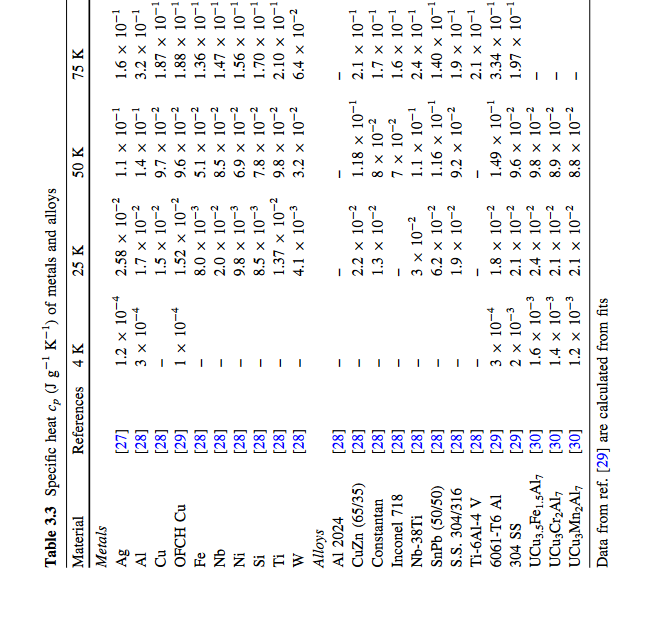 Table 3.3 Specific heat cₚ (J g⁻¹ K⁻¹) of metals and alloys
Material References 4 K 25 K 50 K 75 K
Metals
Ag [27] 1.2 × 10⁻⁴ 2.58 × 10⁻² 1.1 × 10⁻¹ 1.6 × 10⁻¹
Al [28] 3 × 10⁻⁴ 1.7 × 10⁻² 1.4 × 10⁻¹ 3.2 × 10⁻¹
Cu [28] – 1.5 × 10⁻² 9.7 × 10⁻² 1.87 × 10⁻¹
OFCH Cu [29] 1 × 10⁻⁴ 1.52 × 10⁻² 9.6 × 10⁻² 1.88 × 10⁻¹
Fe [28] – 8.0 × 10⁻³ 5.1 × 10⁻² 1.36 × 10⁻¹
Nb [28] – 2.0 × 10⁻² 8.5 × 10⁻² 1.47 × 10⁻¹
Ni [28] – 9.8 × 10⁻³ 6.9 × 10⁻² 1.56 × 10⁻¹
Si [28] – 8.5 × 10⁻³ 7.8 × 10⁻² 1.70 × 10⁻¹
Ti [28] – 1.37 × 10⁻² 9.8 × 10⁻² 2.10 × 10⁻¹
W [28] – 4.1 × 10⁻³ 3.2 × 10⁻² 6.4 × 10⁻²
Alloys
Al 2024 [28] – – – –
CuZn (65/35) [28] – 2.2 × 10⁻² 1.18 × 10⁻¹ 2.1 × 10⁻¹
Constantan [28] – 1.3 × 10⁻² 8 × 10⁻² 1.7 × 10⁻¹
Inconel 718 [28] – – 7 × 10⁻² 1.6 × 10⁻¹
Nb-38Ti [28] – 3 × 10⁻² 1.1 × 10⁻¹ 2.4 × 10⁻¹
SnPb (50/50) [28] – 6.2 × 10⁻² 1.16 × 10⁻¹ 1.40 × 10⁻¹
S.S. 304/316 [28] – 1.9 × 10⁻² 9.2 × 10⁻² 1.9 × 10⁻¹
Ti-6Al-4 V [28] – – – 2.1 × 10⁻¹
6061-T6 Al [29] 3 × 10⁻⁴ 1.8 × 10⁻² 1.49 × 10⁻¹ 3.34 × 10⁻¹
304 SS [29] 2 × 10⁻³ 2.1 × 10⁻² 9.6 × 10⁻² 1.97 × 10⁻¹
UCu₃.₅Fe₁.₅Al₇ [30] 1.6 × 10⁻³ 2.4 × 10⁻² 9.8 × 10⁻² –
UCu₃Cr₂Al₇ [30] 1.4 × 10⁻³ 2.1 × 10⁻² 8.9 × 10⁻² –
UCu₃Mn₂Al₇ [30] 1.2 × 10⁻³ 2.1 × 10⁻² 8.8 × 10⁻² –
Data from ref. [29] are calculated from fits